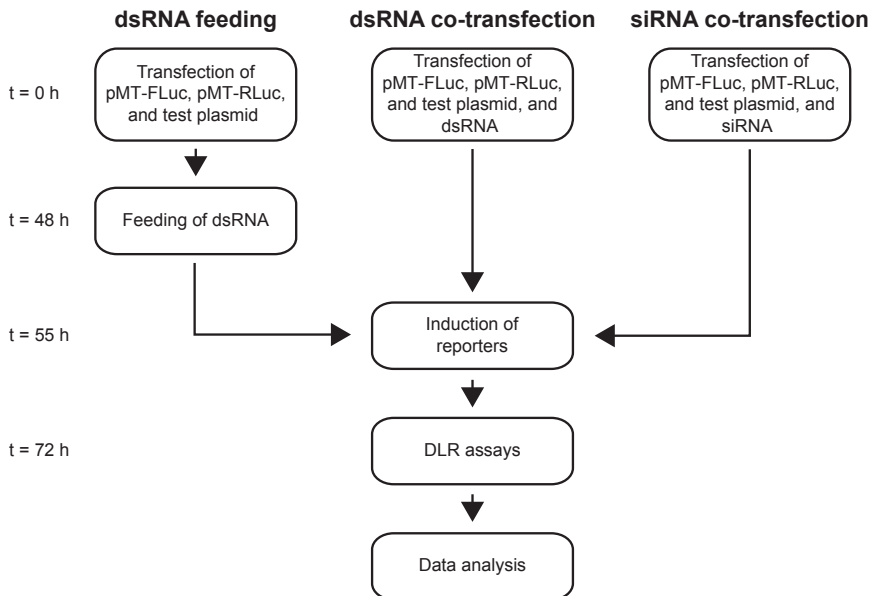 dsRNA feeding
dsRNA co-transfection
siRNA co-transfection
t = 0 h
Transfection of
pMT-FLuc, pMT-RLuc,
and test plasmid
Transfection of
pMT-FLuc, pMT-RLuc,
and test plasmid, and
dsRNA
Transfection of
pMT-FLuc, pMT-RLuc,
and test plasmid, and
siRNA
t = 48 h
Feeding of dsRNA
t = 55 h
Induction of
reporters
t = 72 h
DLR assays
Data analysis